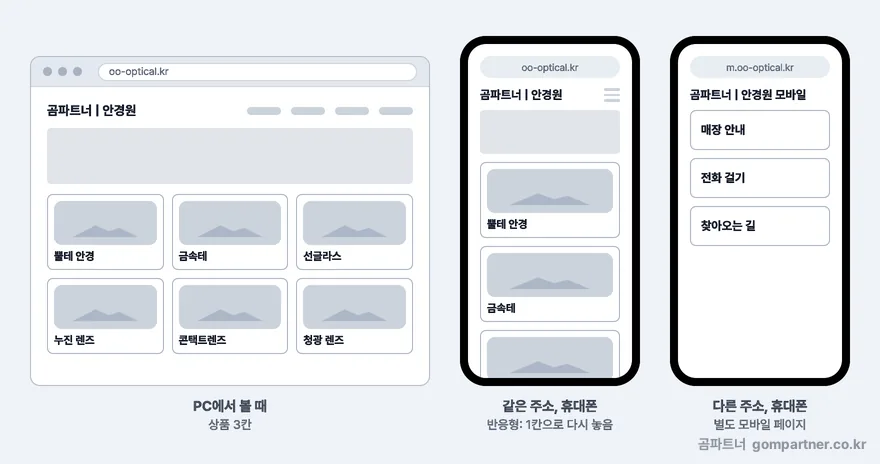 oo-optical.kr
곰파트너 | 안경원
뿔테 안경
금속테
선글라스
누진 렌즈
콘택트렌즈
청광 렌즈
PC에서 볼 때
상품 3칸
oo-optical.kr
곰파트너 | 안경원
뿔테 안경
금속테
같은 주소, 휴대폰
반응형: 1칸으로 다시 놓음
m.oo-optical.kr
곰파트너 | 안경원 모바일
매장 안내
전화 걸기
찾아오는 길
다른 주소, 휴대폰
별도 모바일 페이지
곰파트너 gompartner.co.kr